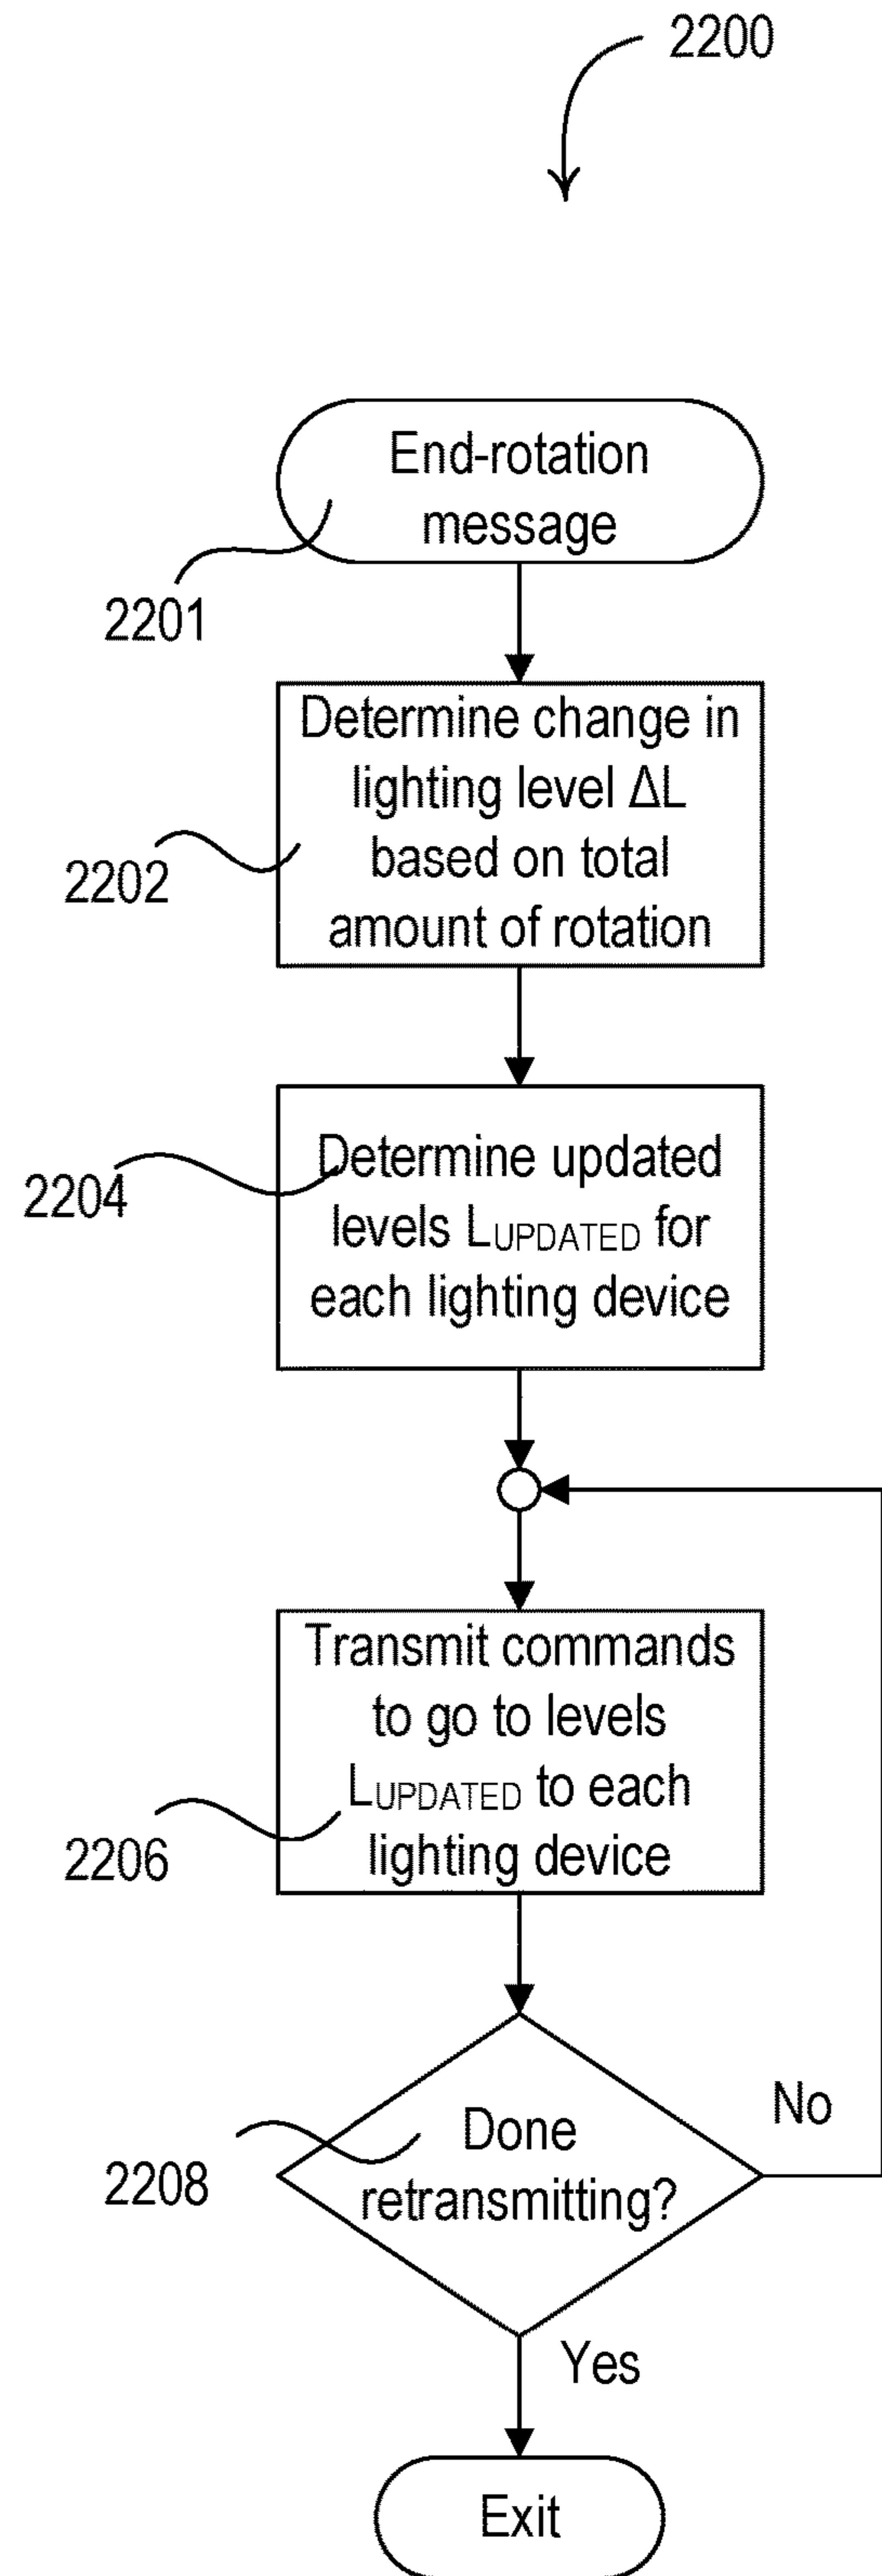 2200
End-rotation
message
2201
Determine change in
lighting level ΔL
based on total
amount of rotation
2202
Determine updated
levels LUPDATED for
each lighting device
2204
Transmit commands
to go to levels
LUPDATED to each
lighting device
2206
Done
retransmitting?
No
2208
Yes
Exit